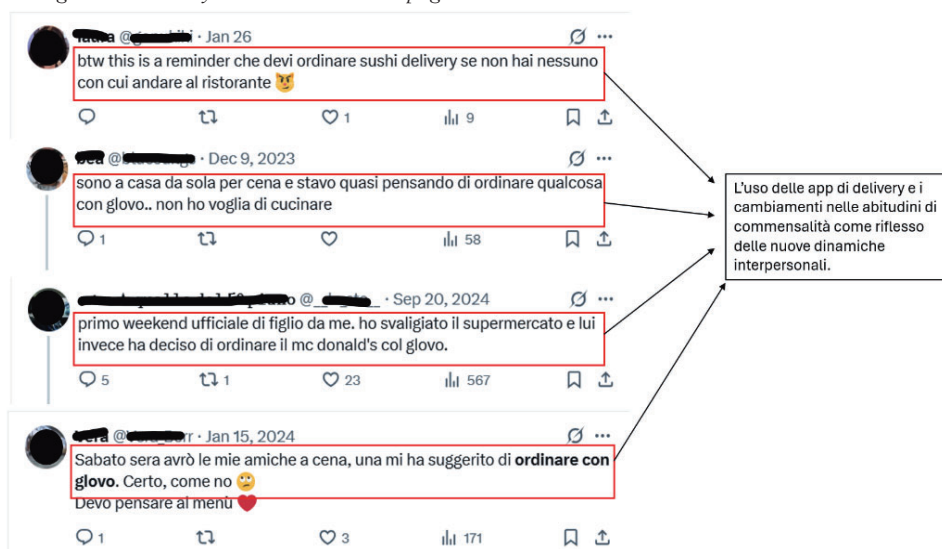 · Jan 26
btw this is a reminder che devi ordinare sushi delivery se non hai nessuno
con cui andare al ristorante 😼
1
9
· Dec 9, 2023
sono a casa da sola per cena e stavo quasi pensando di ordinare qualcosa
con glovo.. non ho voglia di cucinare
1
58
· Sep 20, 2024
primo weekend ufficiale di figlio da me. ho svaligiato il supermercato e lui
invece ha deciso di ordinare il mc donald's col glovo.
5
1
23
567
· Jan 15, 2024
Sabato sera avrò le mie amiche a cena, una mi ha suggerito di ordinare con
glovo. Certo, come no 🙄
Devo pensare al menù ❤️
1
3
171
L'uso delle app di delivery e i
cambiamenti nelle abitudini di
commensalità come riflesso
delle nuove dinamiche
interpersonali.